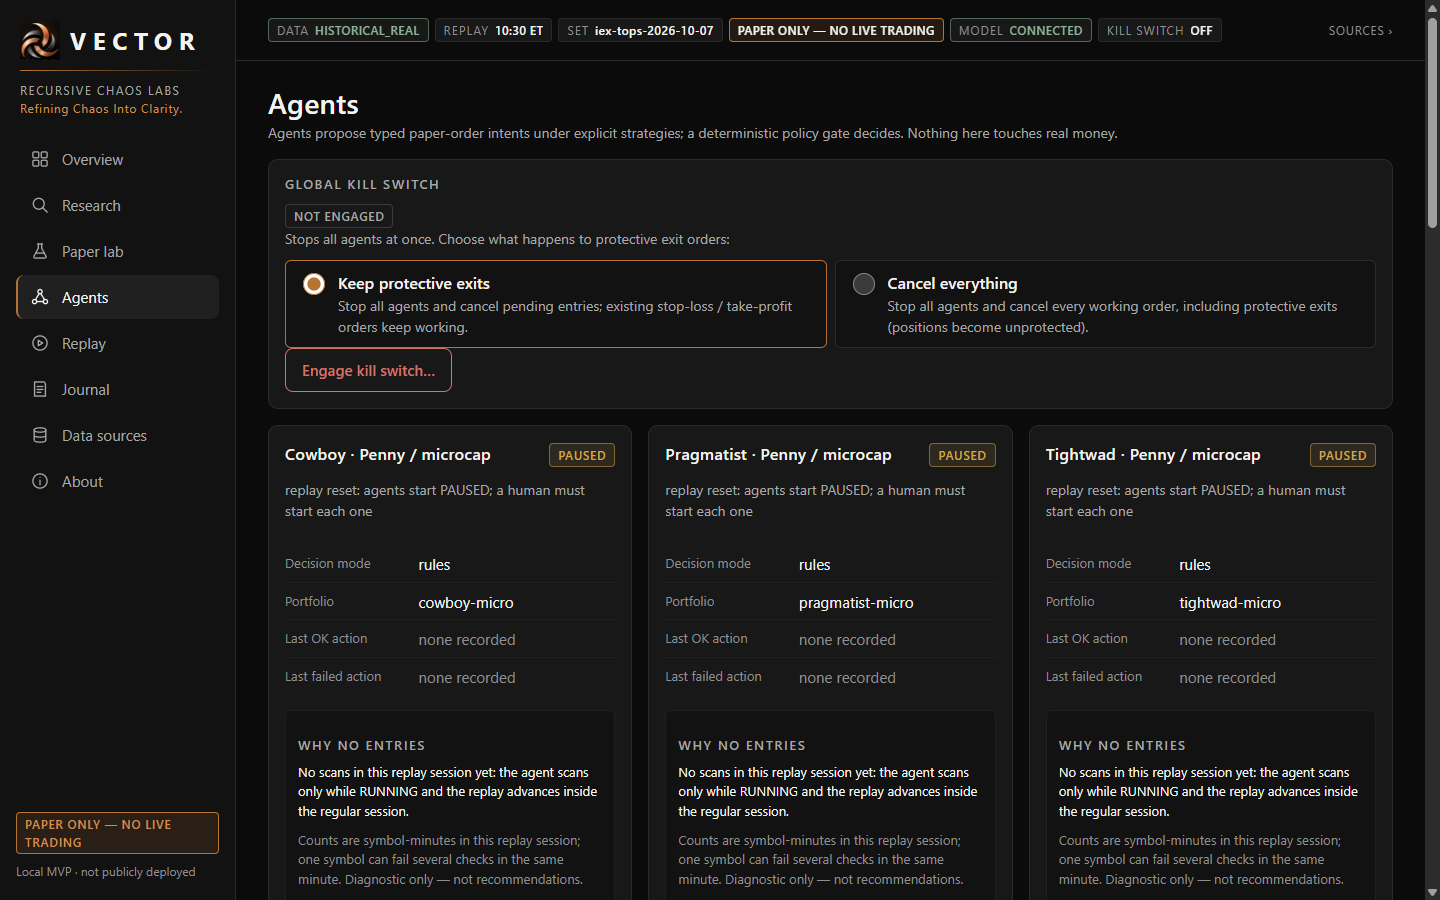 VECTOR
RECURSIVE CHAOS LABS
Refining Chaos Into Clarity.
Overview
Research
Paper lab
Agents
Replay
Journal
Data sources
About
PAPER ONLY — NO LIVE
TRADING
Local MVP · not publicly deployed
DATA HISTORICAL_REAL
REPLAY 10:30 ET
SET iex-tops-2026-10-07
PAPER ONLY — NO LIVE TRADING
MODEL CONNECTED
KILL SWITCH OFF
SOURCES ›
Agents
Agents propose typed paper-order intents under explicit strategies; a deterministic policy gate decides. Nothing here touches real money.
GLOBAL KILL SWITCH
NOT ENGAGED
Stops all agents at once. Choose what happens to protective exit orders:
Keep protective exits
Stop all agents and cancel pending entries; existing stop-loss / take-profit
orders keep working.
Cancel everything
Stop all agents and cancel every working order, including protective exits
(positions become unprotected).
Engage kill switch…
Cowboy · Penny / microcap
PAUSED
replay reset: agents start PAUSED; a human must
start each one
Decision mode rules
Portfolio cowboy-micro
Last OK action none recorded
Last failed action none recorded
WHY NO ENTRIES
No scans in this replay session yet: the agent scans
only while RUNNING and the replay advances inside
the regular session.
Counts are symbol-minutes in this replay session;
one symbol can fail several checks in the same
minute. Diagnostic only — not recommendations.
Pragmatist · Penny / microcap
PAUSED
replay reset: agents start PAUSED; a human must
start each one
Decision mode rules
Portfolio pragmatist-micro
Last OK action none recorded
Last failed action none recorded
WHY NO ENTRIES
No scans in this replay session yet: the agent scans
only while RUNNING and the replay advances inside
the regular session.
Counts are symbol-minutes in this replay session;
one symbol can fail several checks in the same
minute. Diagnostic only — not recommendations.
Tightwad · Penny / microcap
PAUSED
replay reset: agents start PAUSED; a human must
start each one
Decision mode rules
Portfolio tightwad-micro
Last OK action none recorded
Last failed action none recorded
WHY NO ENTRIES
No scans in this replay session yet: the agent scans
only while RUNNING and the replay advances inside
the regular session.
Counts are symbol-minutes in this replay session;
one symbol can fail several checks in the same
minute. Diagnostic only — not recommendations.